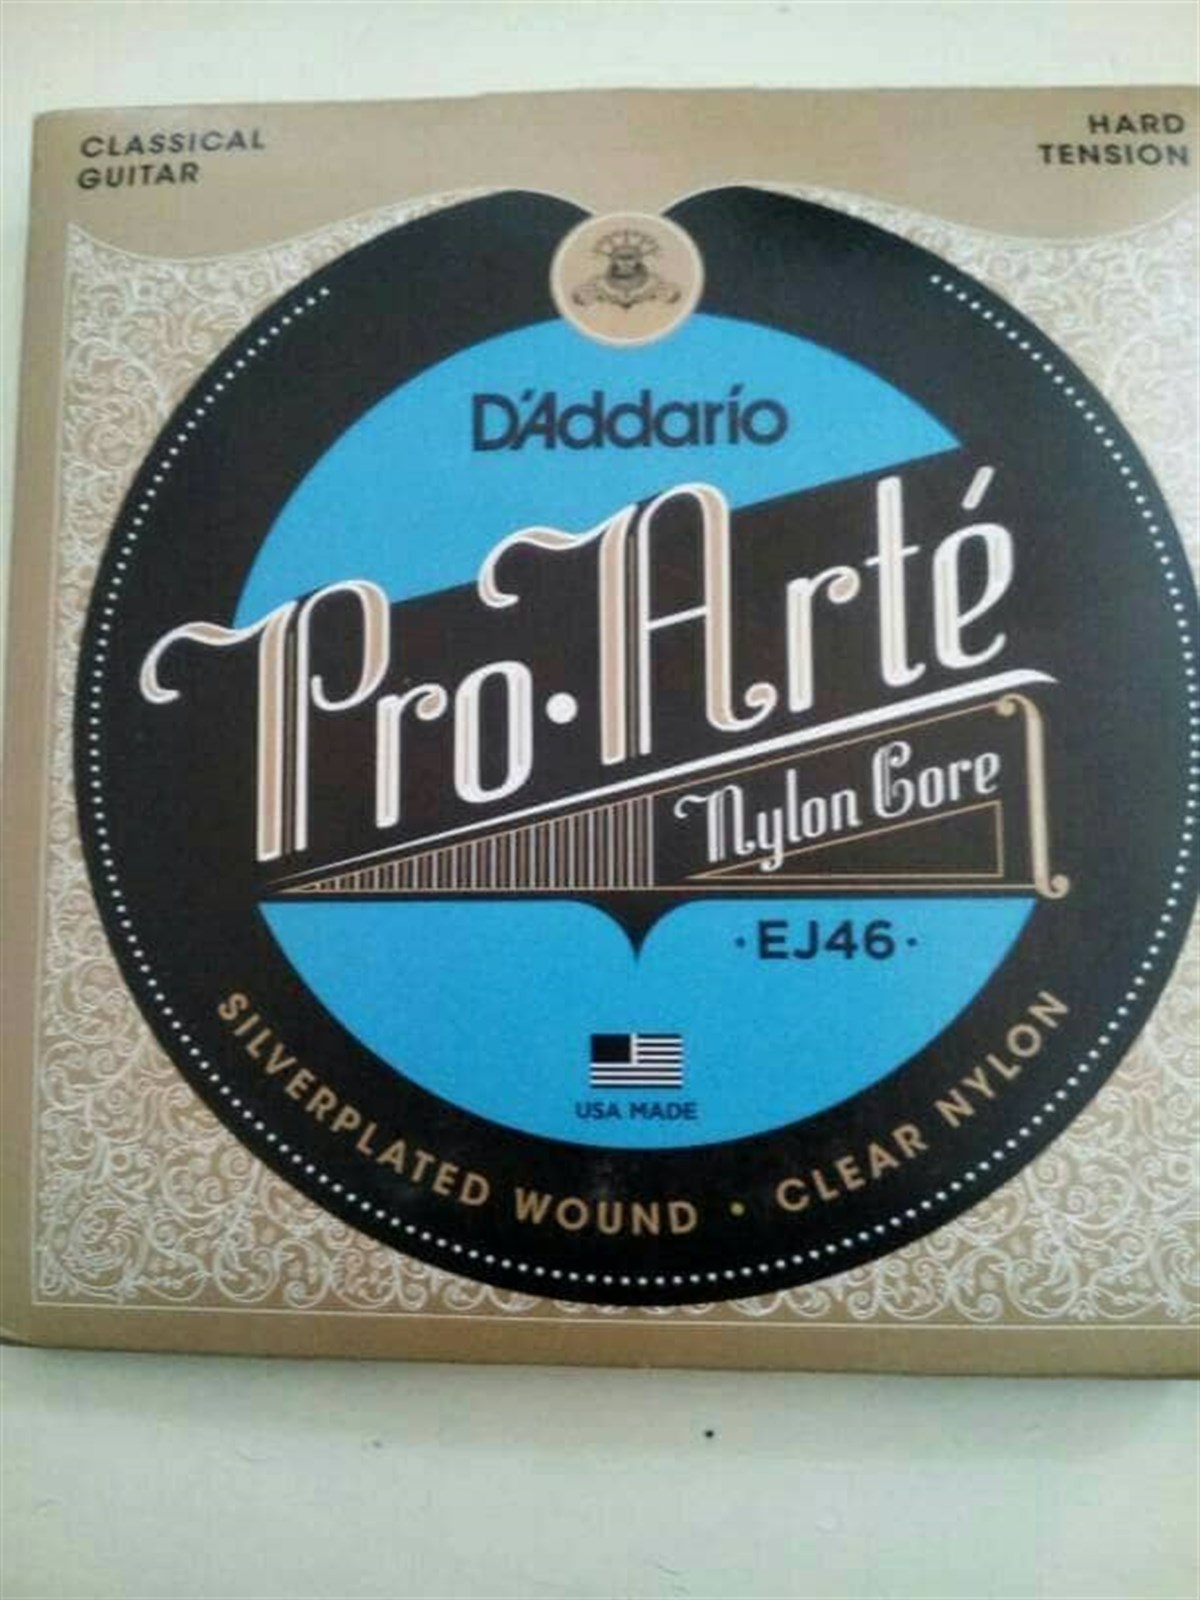 CLASSICAL
GUITAR
HARD
TENSION
D'Addario
Pro·Arté
Nylon Core
·EJ46·
USA MADE
SILVERPLATED WOUND · CLEAR NYLON